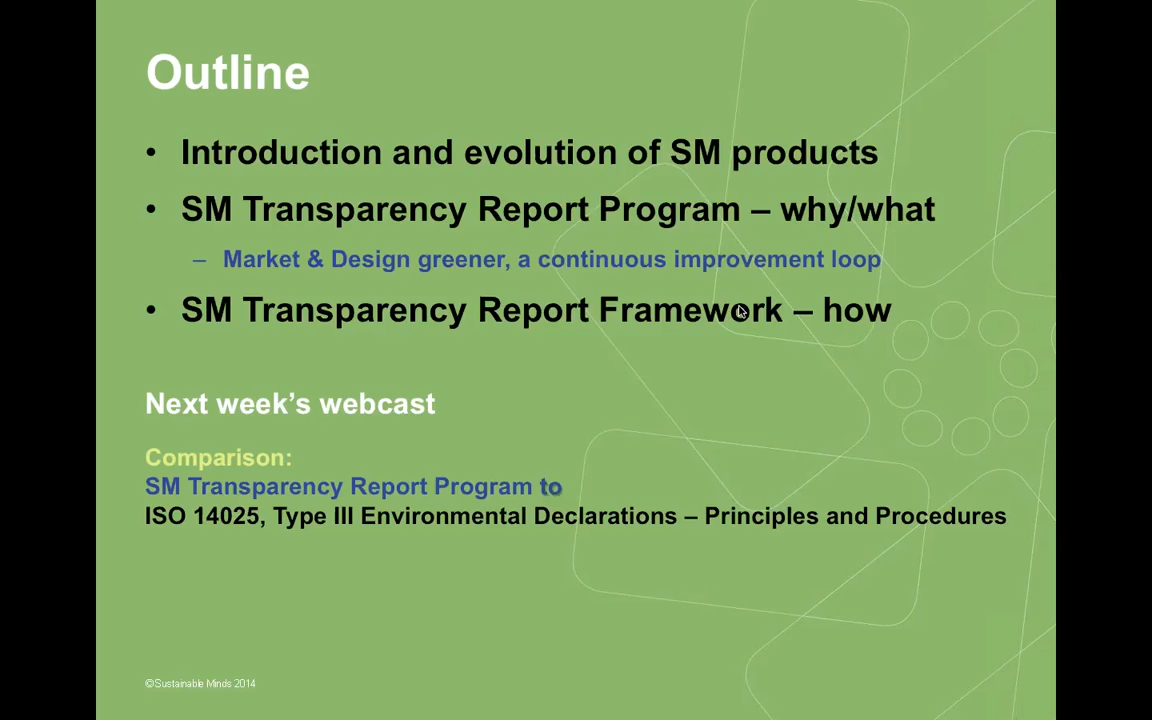 Outline
• Introduction and evolution of SM products
• SM Transparency Report Program – why/what
– Market & Design greener, a continuous improvement loop
• SM Transparency Report Framework – how
Next week’s webcast
Comparison:
SM Transparency Report Program to
ISO 14025, Type III Environmental Declarations – Principles and Procedures
©Sustainable Minds 2014